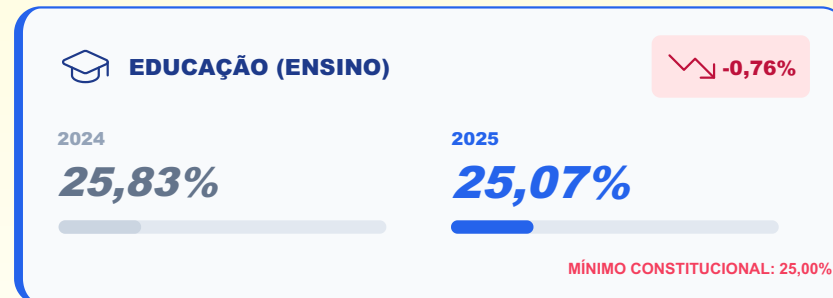 EDUCAÇÃO (ENSINO)
-0,76%
2024
2025
25,83%
25,07%
MÍNIMO CONSTITUCIONAL: 25,00%